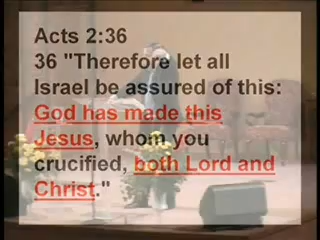 Acts 2:36
36 "Therefore let all
Israel be assured of this:
God has made this
Jesus, whom you
crucified, both Lord and
Christ."